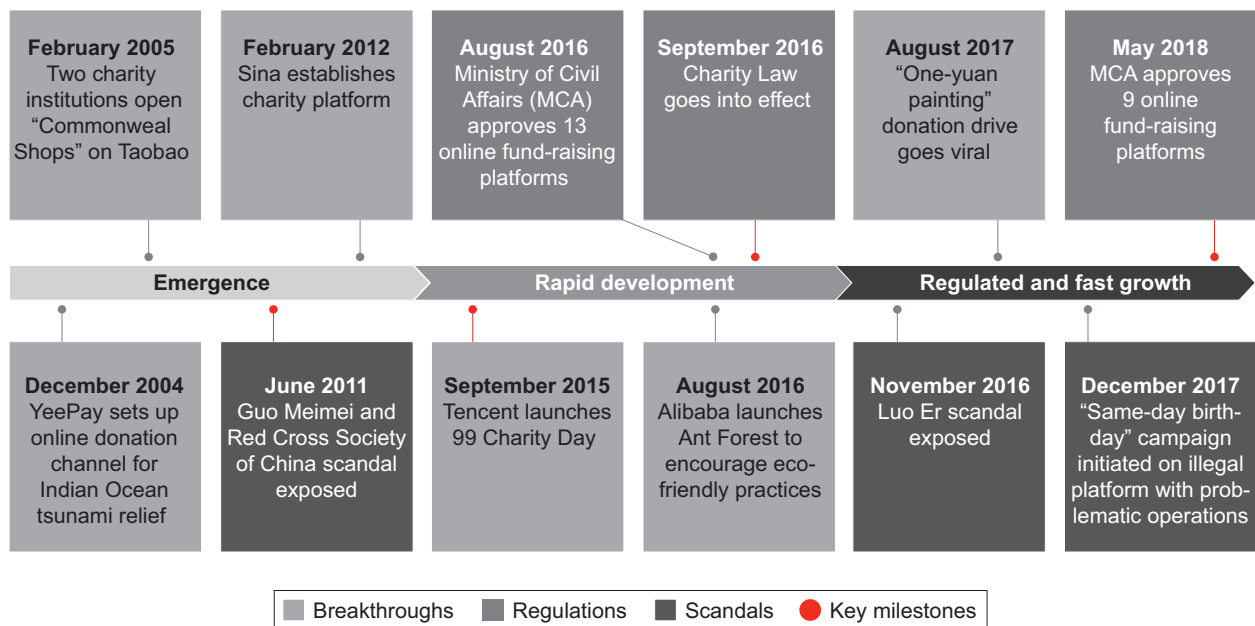 February 2005
Two charity
institutions open
“Commonweal
Shops” on Taobao
February 2012
Sina establishes
charity platform
August 2016
Ministry of Civil
Affairs (MCA)
approves 13
online fund-raising
platforms
September 2016
Charity Law
goes into effect
August 2017
“One-yuan
painting”
donation drive
goes viral
May 2018
MCA approves
9 online
fund-raising
platforms
Emergence
Rapid development
Regulated and fast growth
December 2004
YeePay sets up
online donation
channel for
Indian Ocean
tsunami relief
June 2011
Guo Meimei and
Red Cross Society
of China scandal
exposed
September 2015
Tencent launches
99 Charity Day
August 2016
Alibaba launches
Ant Forest to
encourage eco-
friendly practices
November 2016
Luo Er scandal
exposed
December 2017
“Same-day birth-
day” campaign
initiated on illegal
platform with prob-
lematic operations
Breakthroughs
Regulations
Scandals
Key milestones